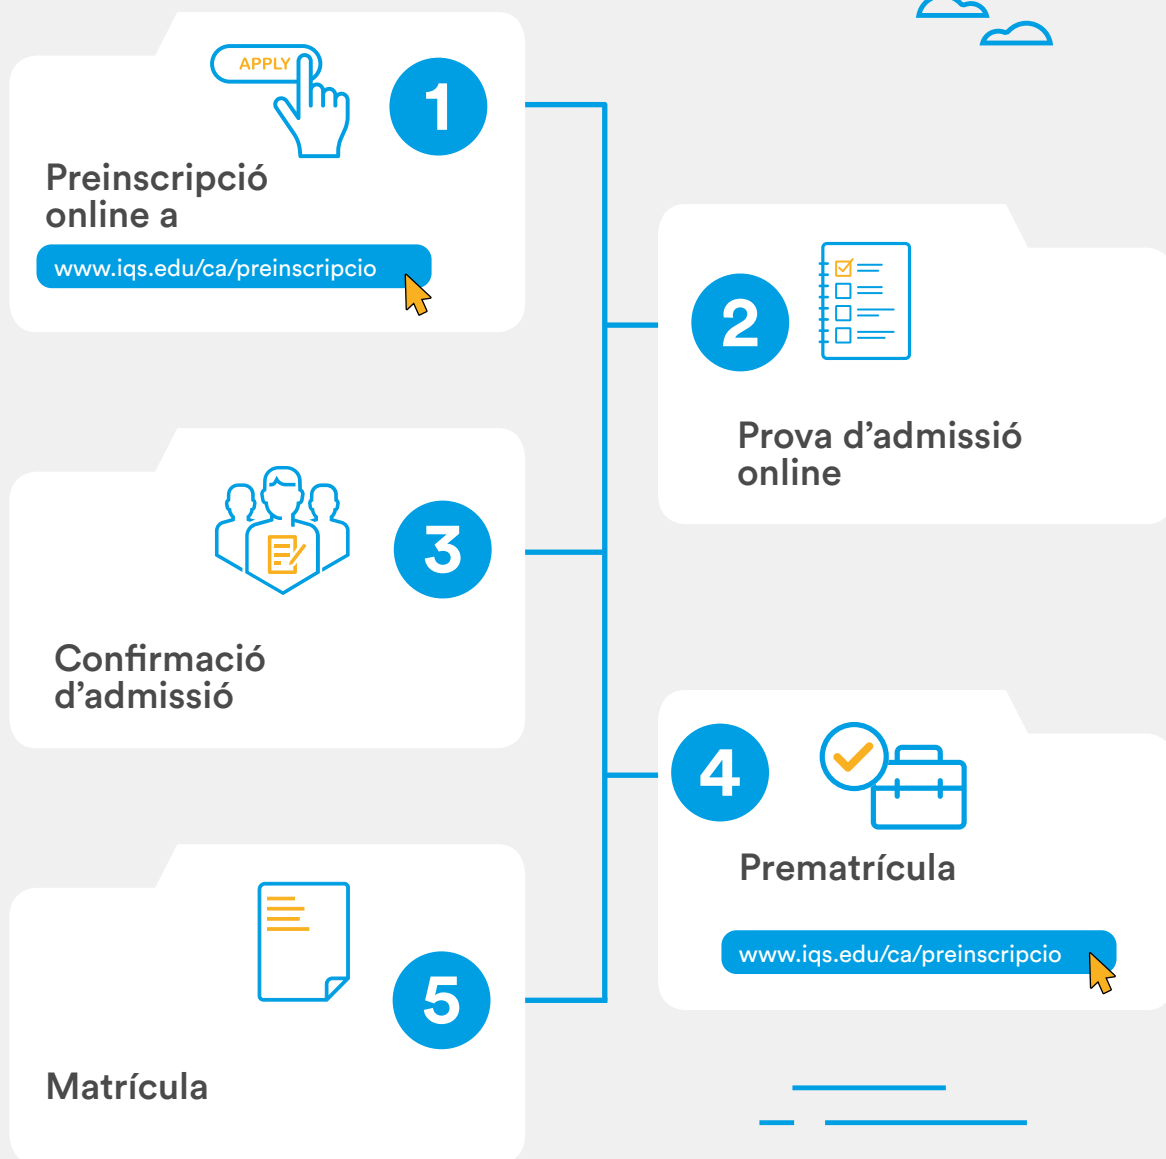 APPLY
1
Preinscripció
online a
www.iqs.edu/ca/preinscripcio
2
Prova d’admissió
online
3
Confirmació
d’admissió
4
Prematrícula
www.iqs.edu/ca/preinscripcio
5
Matrícula